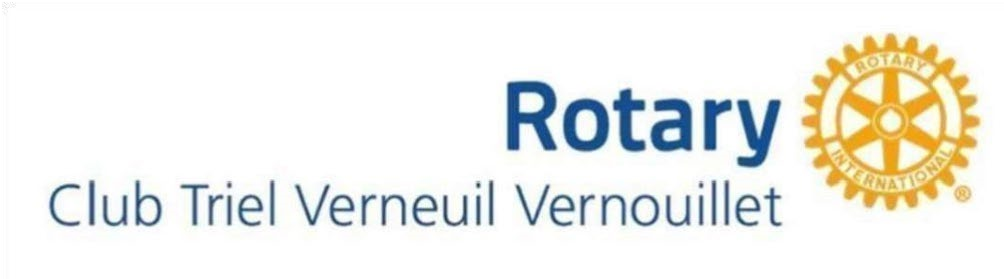 Rotary
Club Triel Verneuil Vernouillet
ROTARY
INTERNATIONAL
®